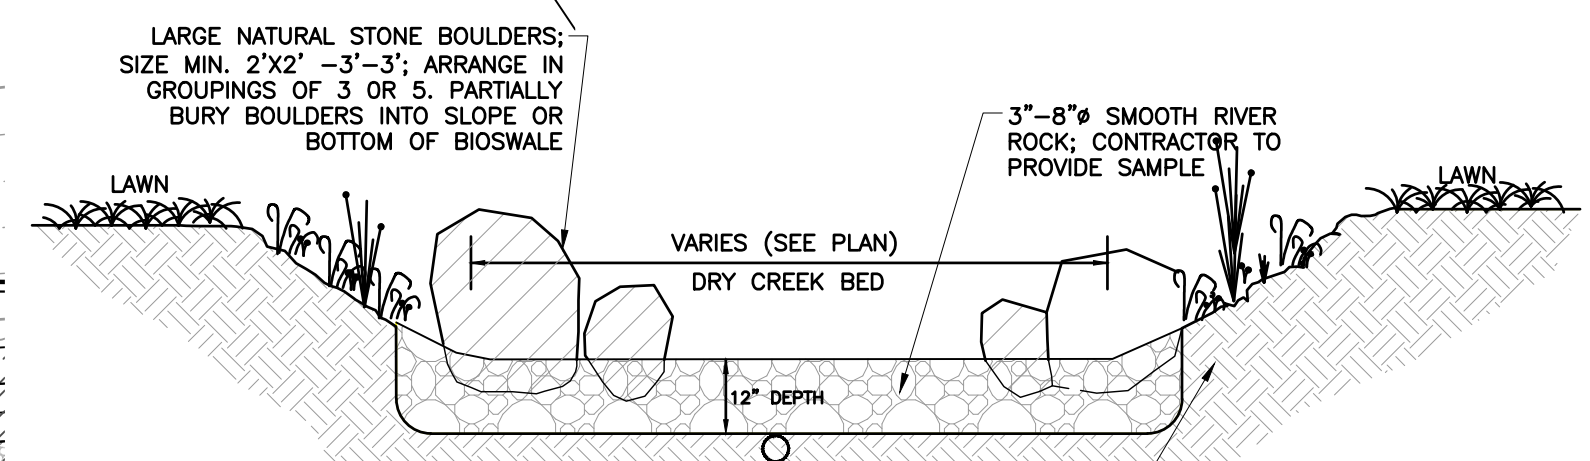 LARGE NATURAL STONE BOULDERS;
SIZE MIN. 2'X2' -3'-3'; ARRANGE IN
GROUPINGS OF 3 OR 5. PARTIALLY
BURY BOULDERS INTO SLOPE OR
BOTTOM OF BIOSWALE
3"-8"ø SMOOTH RIVER
ROCK; CONTRACTOR TO
PROVIDE SAMPLE
LAWN
LAWN
VARIES (SEE PLAN)
DRY CREEK BED
12" DEPTH